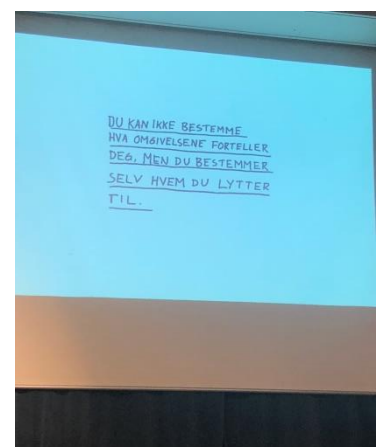 DU KAN IKKE BESTEMME
HVA OMGIVELSENE FORTELLER
DEG, MEN DU BESTEMMER
SELV HVEM DU LYTTER
TIL.